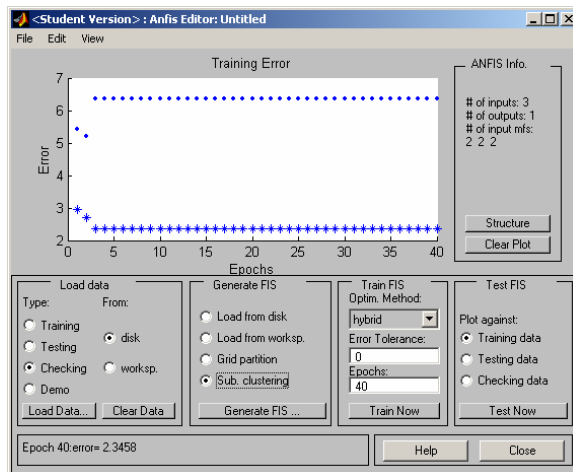 <Student Version> : Anfis Editor: Untitled
File Edit View
Training Error
7
6
5
4
3
2
Error
0 5 10 15 20 25 30 35 40
Epochs
ANFIS Info.
# of inputs: 3
# of outputs: 1
# of input mfs:
2 2 2
Structure
Clear Plot
Load data
Type: From:
Training
Testing
Checking
Demo
disk
worksp.
Load Data... Clear Data
Generate FIS
Load from disk
Load from worksp.
Grid partition
Sub. clustering
Generate FIS ...
Train FIS
Optim. Method:
hybrid
Error Tolerance:
0
Epochs:
40
Train Now
Test FIS
Plot against:
Training data
Testing data
Checking data
Test Now
Epoch 40:error= 2.3458
Help Close